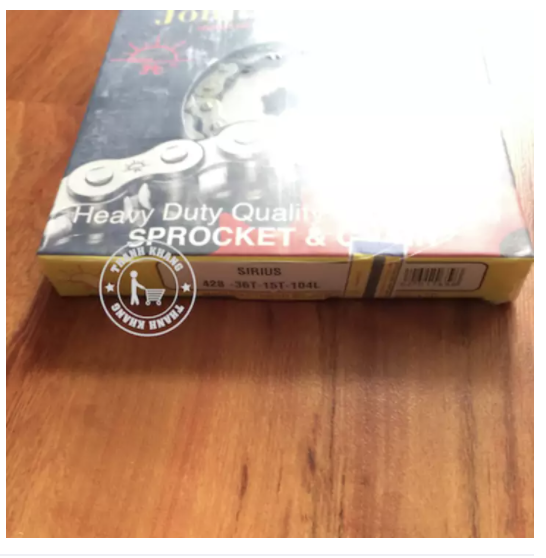 Heavy Duty Quality
SPROCKET &
SIRIUS
428 -36T-15T-104L
THANH KHANG
THANH KHANG